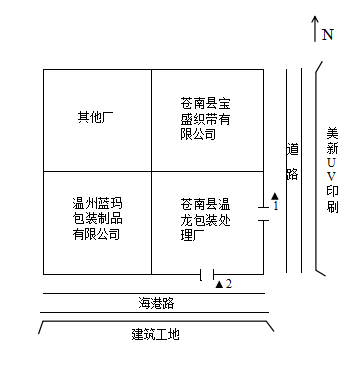 N
其他厂
苍南县宝
盛织带有
限公司
道路
美新UV印刷
温州蓝玛
包装制品
有限公司
苍南县温
龙包装处
理厂
▲1
▲2
海港路
建筑工地